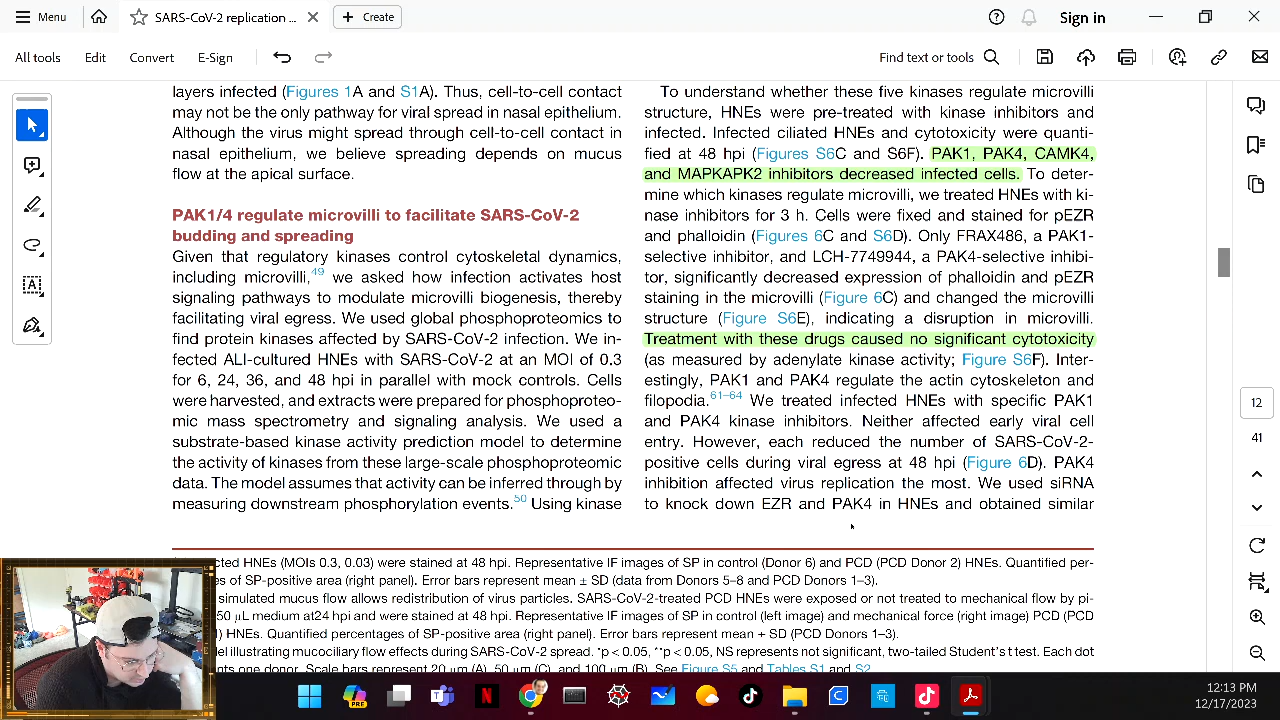 Menu
SARS-CoV-2 replication ...
Create
Sign in
All tools
Edit
Convert
E-Sign
Find text or tools
layers infected (Figures 1A and S1A). Thus, cell-to-cell contact
may not be the only pathway for viral spread in nasal epithelium.
Although the virus might spread through cell-to-cell contact in
nasal epithelium, we believe spreading depends on mucus
flow at the apical surface.
PAK1/4 regulate microvilli to facilitate SARS-CoV-2
budding and spreading
Given that regulatory kinases control cytoskeletal dynamics,
including microvilli,49 we asked how infection activates host
signaling pathways to modulate microvilli biogenesis, thereby
facilitating viral egress. We used global phosphoproteomics to
find protein kinases affected by SARS-CoV-2 infection. We in-
fected ALI-cultured HNEs with SARS-CoV-2 at an MOI of 0.3
for 6, 24, 36, and 48 hpi in parallel with mock controls. Cells
were harvested, and extracts were prepared for phosphoproteo-
mic mass spectrometry and signaling analysis. We used a
substrate-based kinase activity prediction model to determine
the activity of kinases from these large-scale phosphoproteomic
data. The model assumes that activity can be inferred through by
measuring downstream phosphorylation events.50 Using kinase
To understand whether these five kinases regulate microvilli
structure, HNEs were pre-treated with kinase inhibitors and
infected. Infected ciliated HNEs and cytotoxicity were quanti-
fied at 48 hpi (Figures S6C and S6F). PAK1, PAK4, CAMK4,
and MAPKAPK2 inhibitors decreased infected cells. To deter-
mine which kinases regulate microvilli, we treated HNEs with ki-
nase inhibitors for 3 h. Cells were fixed and stained for pEZR
and phalloidin (Figures 6C and S6D). Only FRAX486, a PAK1-
selective inhibitor, and LCH-7749944, a PAK4-selective inhibi-
tor, significantly decreased expression of phalloidin and pEZR
staining in the microvilli (Figure 6C) and changed the microvilli
structure (Figure S6E), indicating a disruption in microvilli.
Treatment with these drugs caused no significant cytotoxicity
(as measured by adenylate kinase activity; Figure S6F). Inter-
estingly, PAK1 and PAK4 regulate the actin cytoskeleton and
filopodia.61–64 We treated infected HNEs with specific PAK1
and PAK4 kinase inhibitors. Neither affected early viral cell
entry. However, each reduced the number of SARS-CoV-2-
positive cells during viral egress at 48 hpi (Figure 6D). PAK4
inhibition affected virus replication the most. We used siRNA
to knock down EZR and PAK4 in HNEs and obtained similar
HNEs (MOIs 0.3, 0.03) were stained at 48 hpi. Representative IF images of SP in control (Donor 6) and PCD (PCD Donor 2) HNEs. Quantified per-
of SP-positive area (right panel). Error bars represent mean ± SD (data from Donors 5–8 and PCD Donors 1–3).
simulated mucus flow allows redistribution of virus particles. SARS-CoV-2-treated PCD HNEs were exposed or not treated to mechanical flow by pi-
50 μL medium at24 hpi and were stained at 48 hpi. Representative IF images of SP in control (left image) and mechanical force (right image) PCD (PCD
HNEs. Quantified percentages of SP-positive area (right panel). Error bars represent mean ± SD (PCD Donors 1–3).
illustrating mucociliary flow effects during SARS-CoV-2 spread. *p < 0.05, **p < 0.05, NS represents not significant, two-tailed Student's t test. Each dot
one donor. Scale bars represent 20 μm (A), 50 μm (C), and 100 μm (B). See Figure S5 and Tables S1 and S2.
12
41
PRE
12:13 PM
12/17/2023